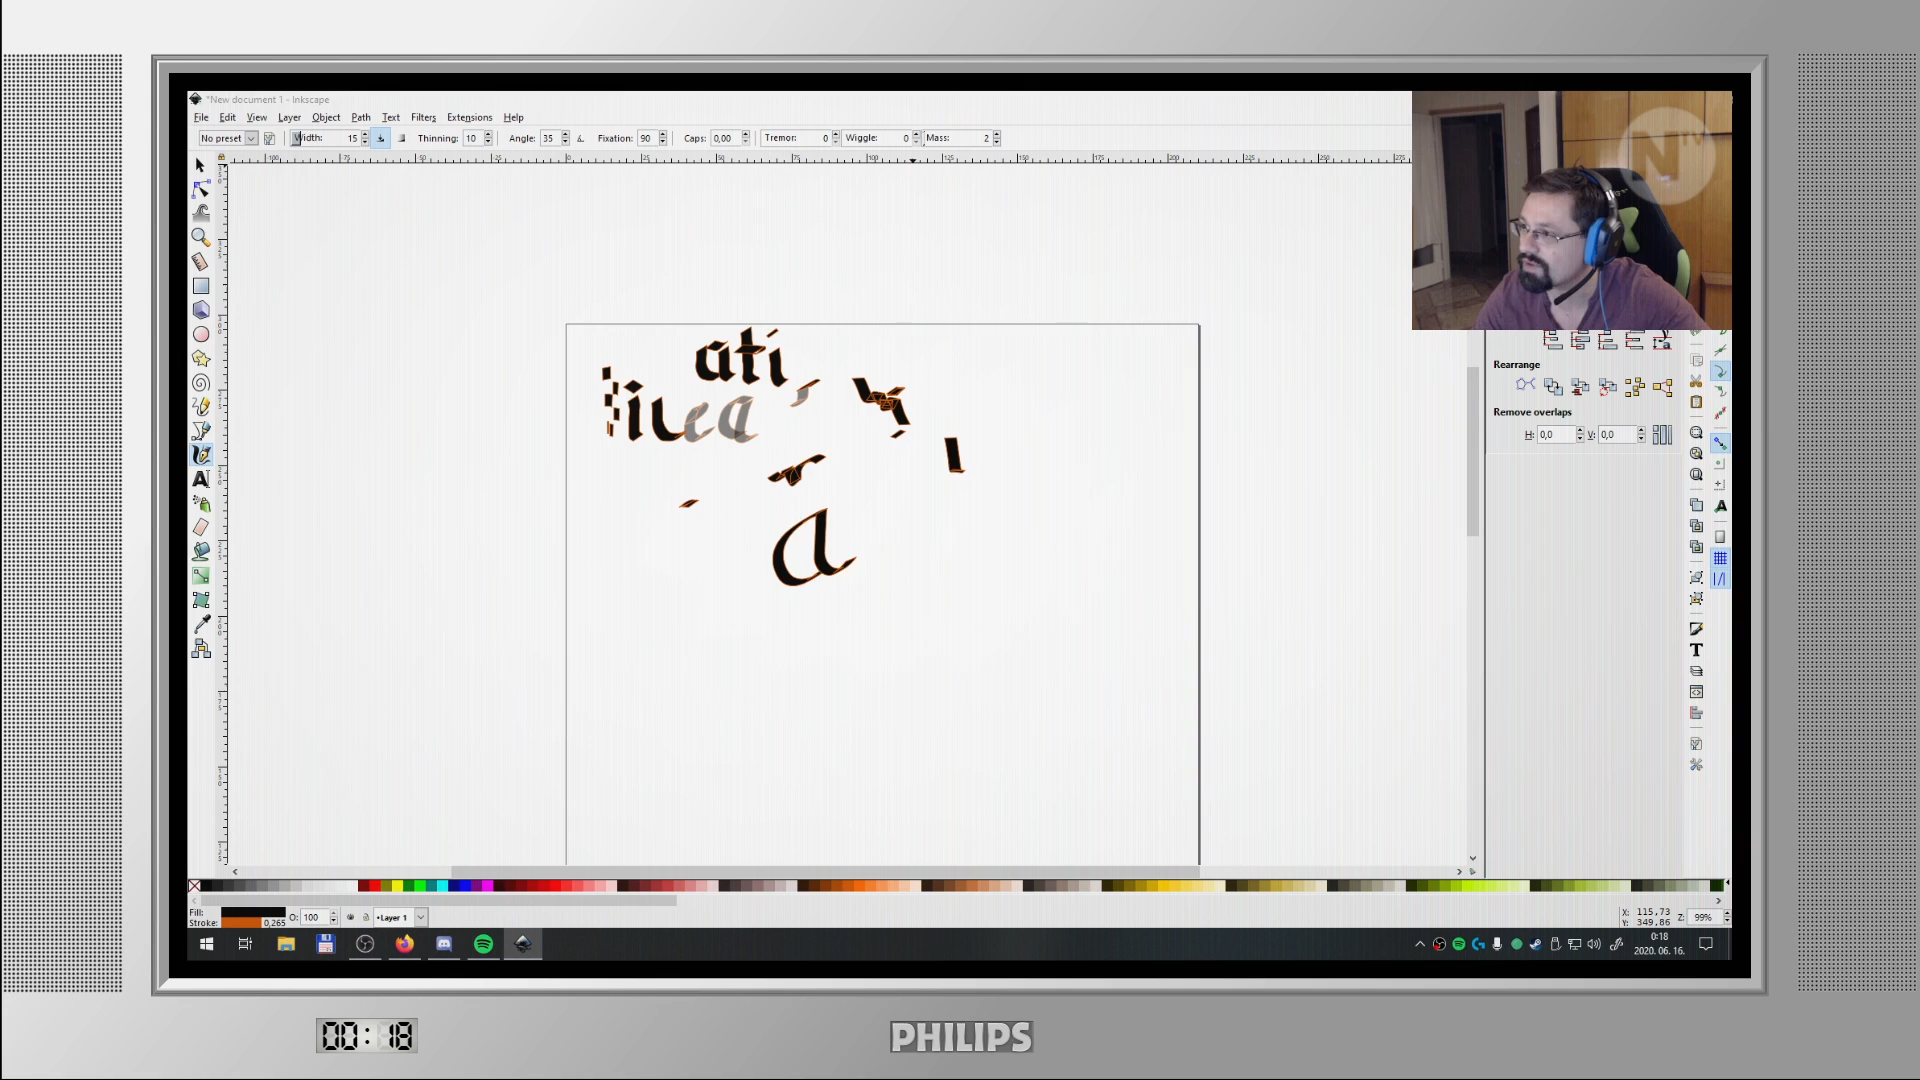 *New document 1 - Inkscape
File Edit View Layer Object Path Text Filters Extensions Help
No preset Width: 15 Thinning: 10 Angle: 35 Fixation: 90 Caps: 0,00 Tremor: 0 Wiggle: 0 Mass: 2
ati
a
Rearrange
Remove overlaps
H: 0,0 V: 0,0
Fill:
Stroke: 0,265 O: 100 •Layer 1
X: 115,73
Y: 349,86 Z: 99%
0:18
2020. 06. 16.
00:18
PHILIPS